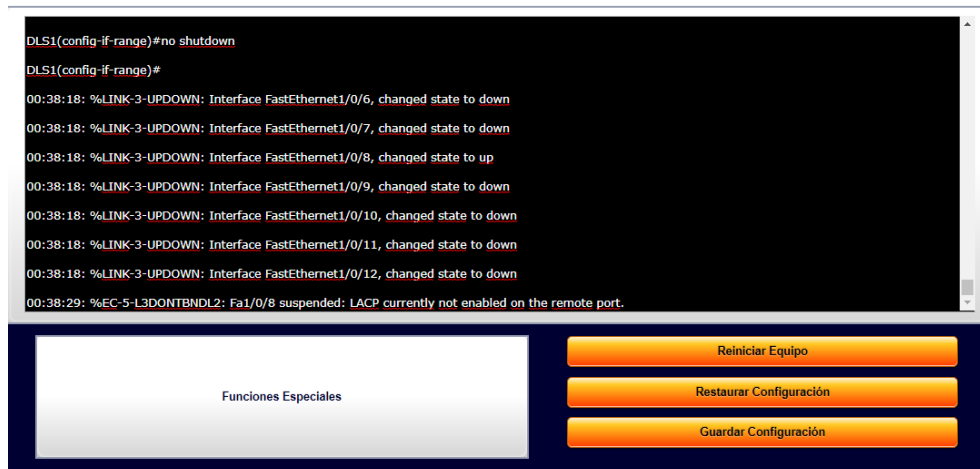 DLS1(config-if-range)#no shutdown
DLS1(config-if-range)#
00:38:18: %LINK-3-UPDOWN: Interface FastEthernet1/0/6, changed state to down
00:38:18: %LINK-3-UPDOWN: Interface FastEthernet1/0/7, changed state to down
00:38:18: %LINK-3-UPDOWN: Interface FastEthernet1/0/8, changed state to up
00:38:18: %LINK-3-UPDOWN: Interface FastEthernet1/0/9, changed state to down
00:38:18: %LINK-3-UPDOWN: Interface FastEthernet1/0/10, changed state to down
00:38:18: %LINK-3-UPDOWN: Interface FastEthernet1/0/11, changed state to down
00:38:18: %LINK-3-UPDOWN: Interface FastEthernet1/0/12, changed state to down
00:38:29: %EC-5-L3DONTBNDL2: Fa1/0/8 suspended: LACP currently not enabled on the remote port.
Funciones Especiales
Reiniciar Equipo
Restaurar Configuración
Guardar Configuración